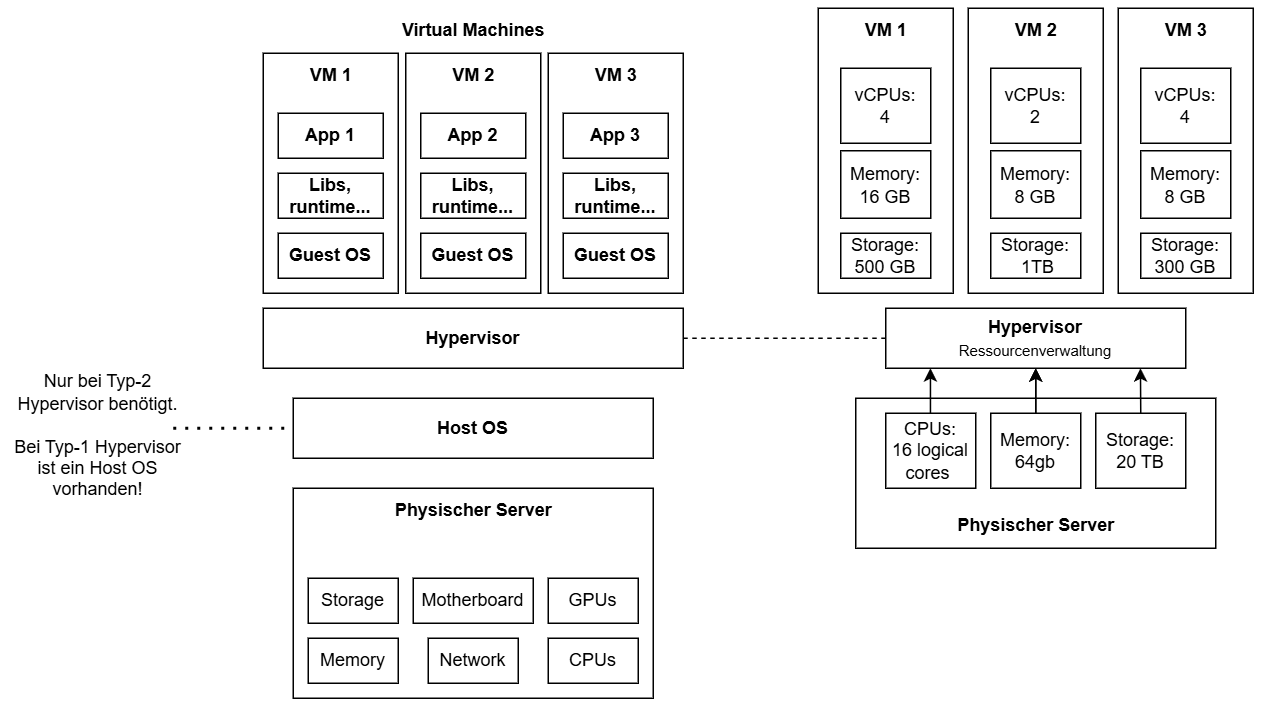 Virtual Machines
VM 1
App 1
Libs,
runtime...
Guest OS
VM 2
App 2
Libs,
runtime...
Guest OS
VM 3
App 3
Libs,
runtime...
Guest OS
Hypervisor
Nur bei Typ-2
Hypervisor benötigt.
Bei Typ-1 Hypervisor
ist ein Host OS
vorhanden!
Host OS
Physischer Server
Storage
Motherboard
GPUs
Memory
Network
CPUs
VM 1
vCPUs:
4
Memory:
16 GB
Storage:
500 GB
VM 2
vCPUs:
2
Memory:
8 GB
Storage:
1TB
VM 3
vCPUs:
4
Memory:
8 GB
Storage:
300 GB
Hypervisor
Ressourcenverwaltung
CPUs:
16 logical
cores
Memory:
64gb
Storage:
20 TB
Physischer Server